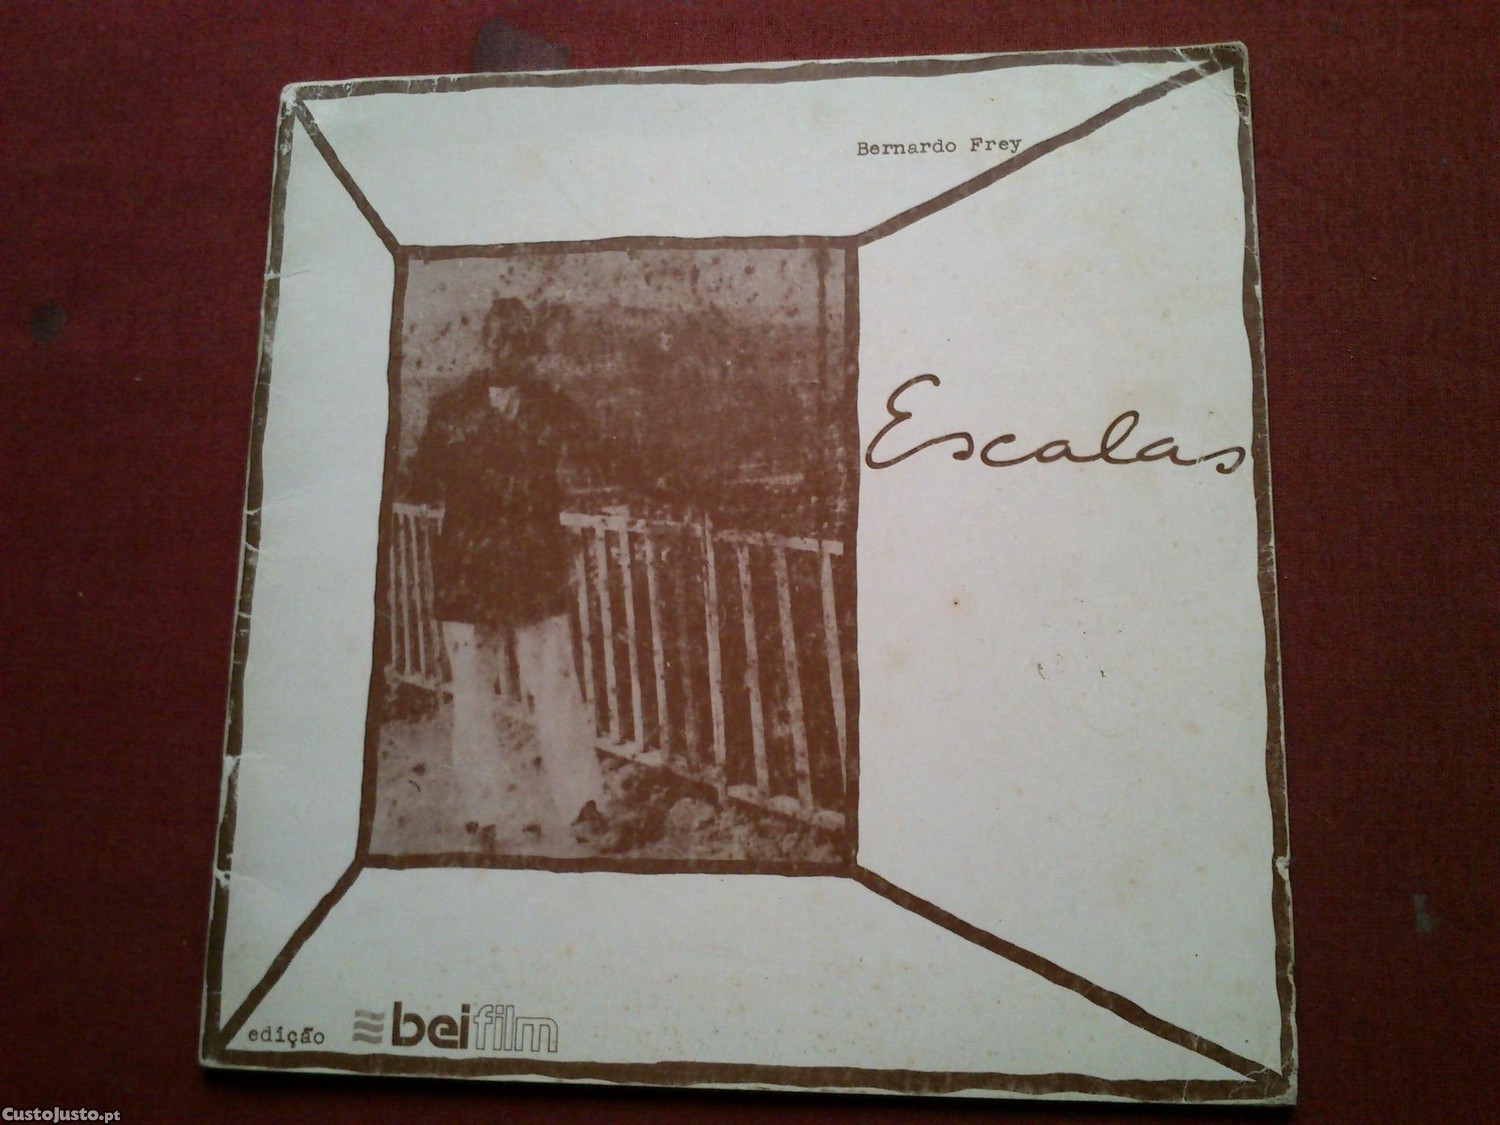 Bernardo Frey
Escalas
edição beifilm
CustoJusto.pt